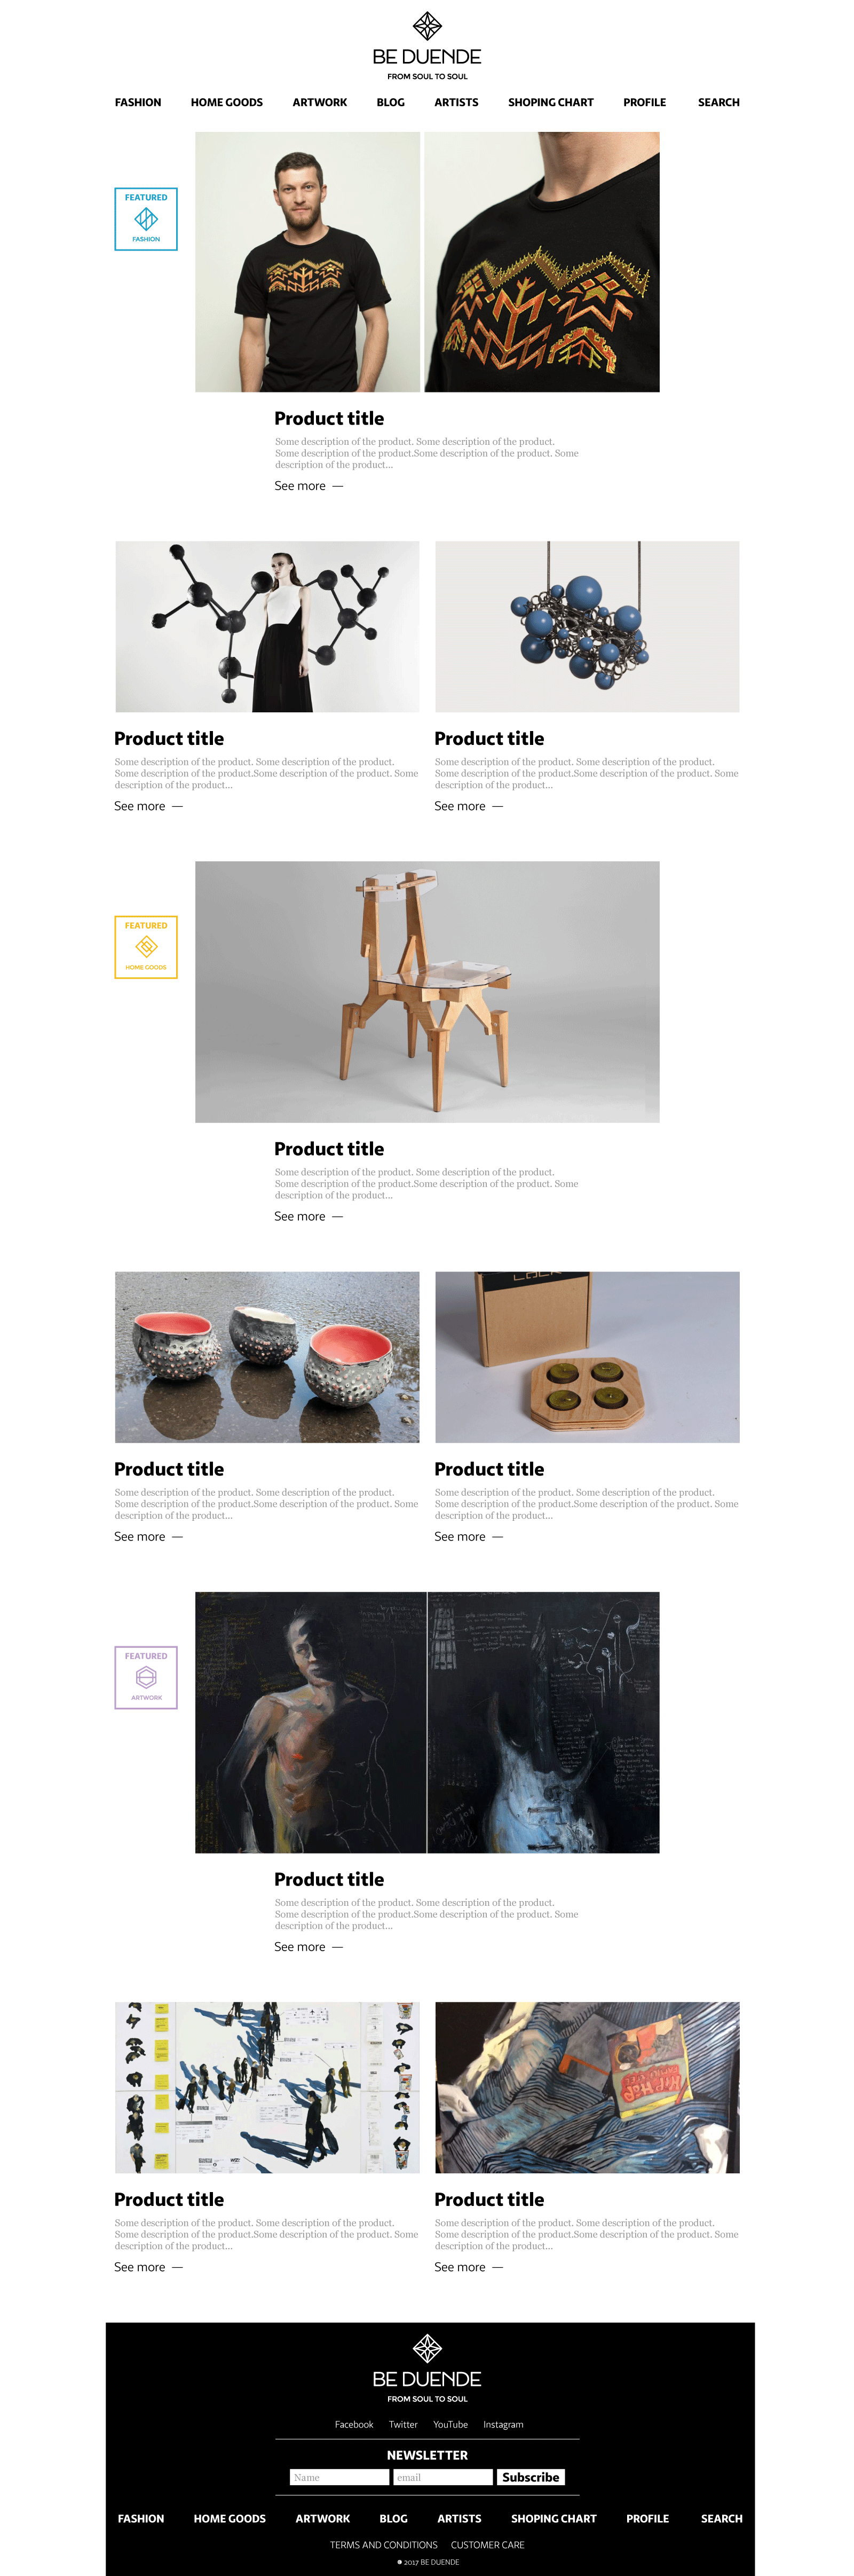 BE DUENDE
FROM SOUL TO SOUL
FASHION HOME GOODS ARTWORK BLOG ARTISTS SHOPING CHART PROFILE SEARCH
FEATURED
FASHION
Product title
Some description of the product. Some description of the product.
Some description of the product.Some description of the product. Some
description of the product...
See more —
Product title
Some description of the product. Some description of the product.
Some description of the product.Some description of the product. Some
description of the product...
See more —
Product title
Some description of the product. Some description of the product.
Some description of the product.Some description of the product. Some
description of the product...
See more —
FEATURED
HOME GOODS
Product title
Some description of the product. Some description of the product.
Some description of the product.Some description of the product. Some
description of the product...
See more —
Product title
Some description of the product. Some description of the product.
Some description of the product.Some description of the product. Some
description of the product...
See more —
Product title
Some description of the product. Some description of the product.
Some description of the product.Some description of the product. Some
description of the product...
See more —
FEATURED
ARTWORK
Product title
Some description of the product. Some description of the product.
Some description of the product.Some description of the product. Some
description of the product...
See more —
Product title
Some description of the product. Some description of the product.
Some description of the product.Some description of the product. Some
description of the product...
See more —
Product title
Some description of the product. Some description of the product.
Some description of the product.Some description of the product. Some
description of the product...
See more —
BE DUENDE
FROM SOUL TO SOUL
Facebook Twitter YouTube Instagram
NEWSLETTER
Name email Subscribe
FASHION HOME GOODS ARTWORK BLOG ARTISTS SHOPING CHART PROFILE SEARCH
TERMS AND CONDITIONS CUSTOMER CARE
2017 BE DUENDE